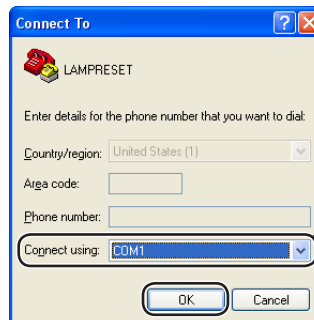 Connect To
LAMPRESET
Enter details for the phone number that you want to dial:
Country/region: United States (1)
Area code:
Phone number:
Connect using: COM1
OK Cancel